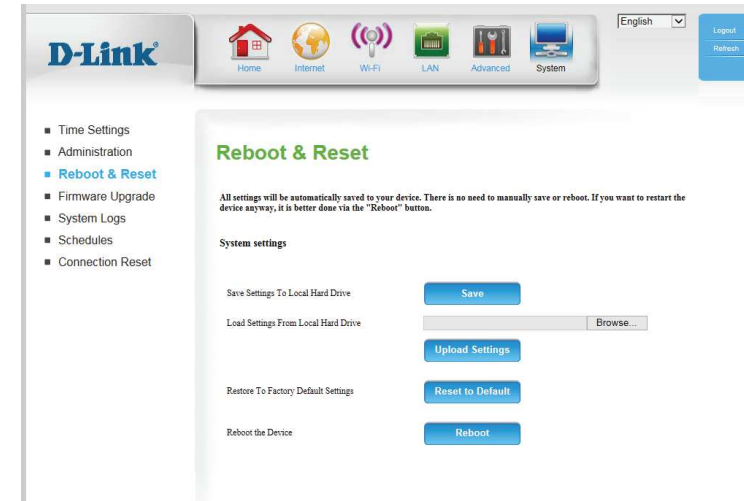 D-Link
Home
Internet
Wi-Fi
LAN
Advanced
System
English
Logout
Refresh
Time Settings
Administration
Reboot & Reset
Firmware Upgrade
System Logs
Schedules
Connection Reset
Reboot & Reset
All settings will be automatically saved to your device. There is no need to manually save or reboot. If you want to restart the
device anyway, it is better done via the "Reboot" button.
System settings
Save Settings To Local Hard Drive
Save
Load Settings From Local Hard Drive
Browse...
Upload Settings
Restore To Factory Default Settings
Reset to Default
Reboot the Device
Reboot